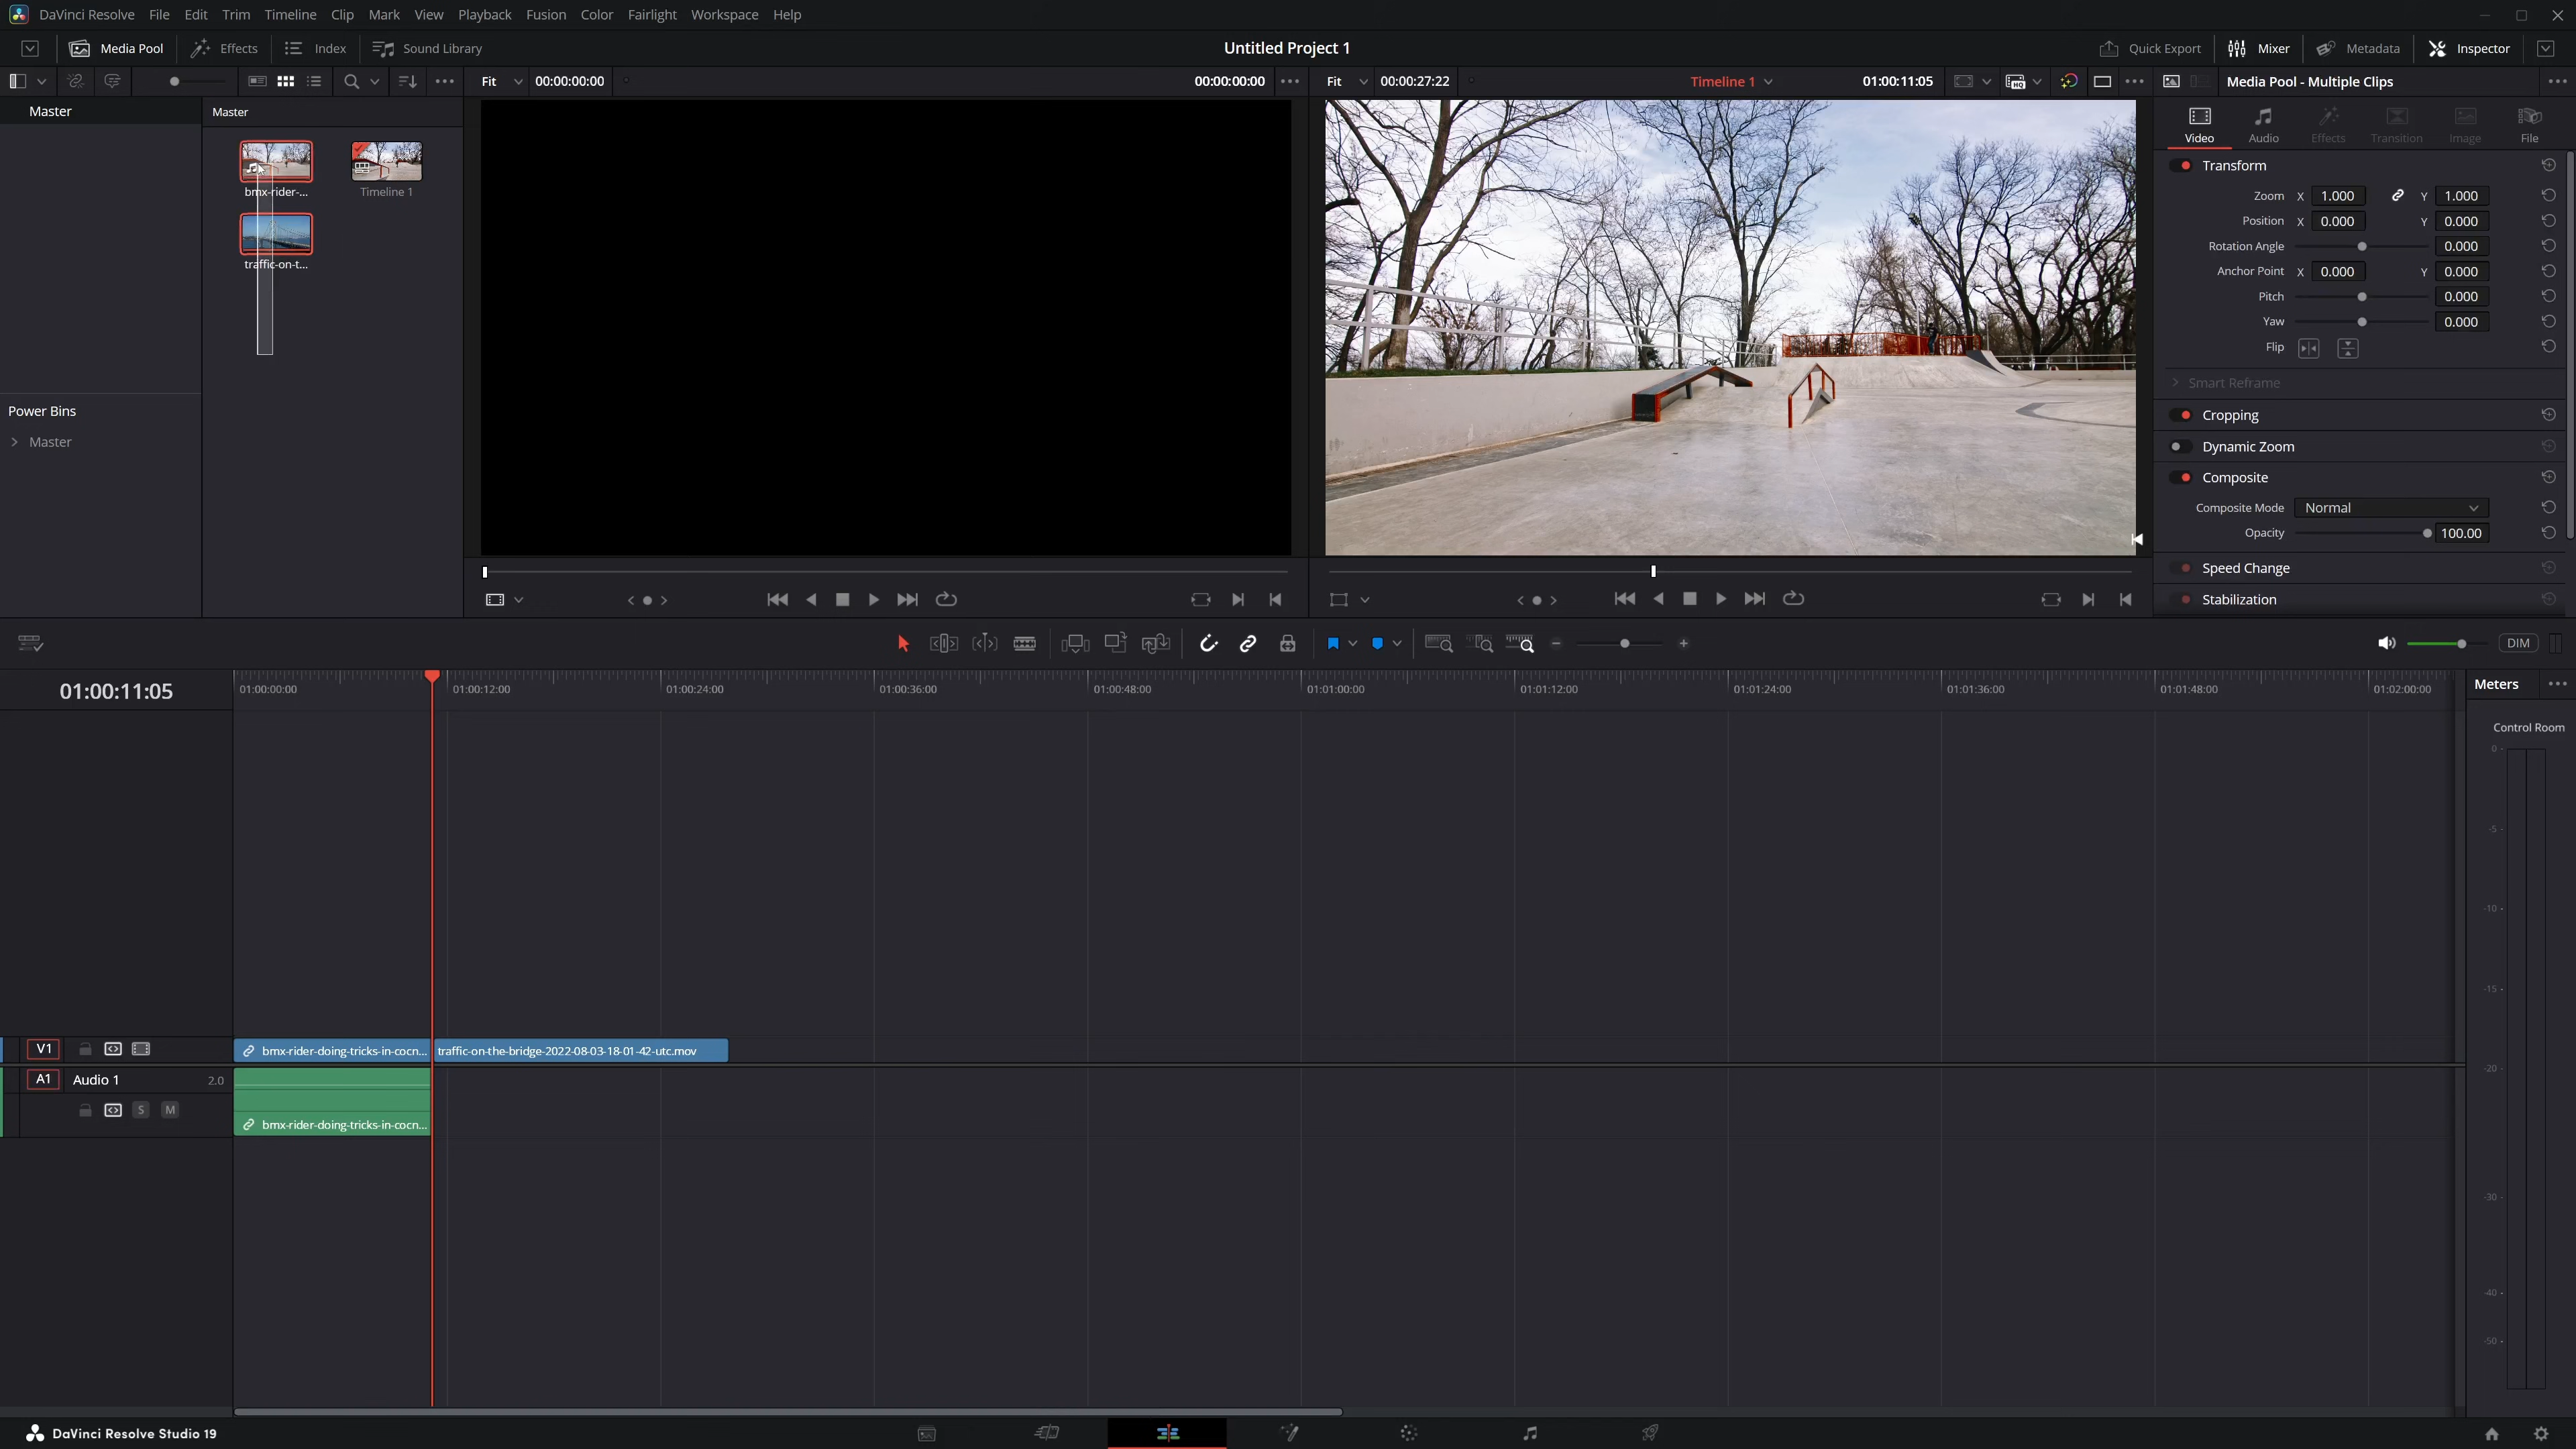 DaVinci Resolve File Edit Trim Timeline Clip Mark View Playback Fusion Color Fairlight Workspace Help
Media Pool Effects Index Sound Library Untitled Project 1 Quick Export Mixer Metadata Inspector
Fit 00:00:00:00 00:00:00:00 Fit 00:00:27:22 Timeline 1 01:00:11:05 Media Pool - Multiple Clips
Master Master
Video Audio Effects Transition Image File
bmx-rider-... Timeline 1
traffic-on-t...
Power Bins
Master
Transform
Zoom X 1.000 Y 1.000
Position X 0.000 Y 0.000
Rotation Angle 0.000
Anchor Point X 0.000 Y 0.000
Pitch 0.000
Yaw 0.000
Flip
Smart Reframe
Cropping
Dynamic Zoom
Composite
Composite Mode Normal
Opacity 100.00
Speed Change
Stabilization
DIM
01:00:11:05 01:00:00:00 01:00:12:00 01:00:24:00 01:00:36:00 01:00:48:00 01:01:00:00 01:01:12:00 01:01:24:00 01:01:36:00 01:01:48:00 01:02:00:00
Meters
Control Room
0
-5
-10
-15
-20
-30
-40
-50
V1 bmx-rider-doing-tricks-in-cocn... traffic-on-the-bridge-2022-08-03-18-01-42-utc.mov
A1 Audio 1 2.0
S M
bmx-rider-doing-tricks-in-cocn...
DaVinci Resolve Studio 19